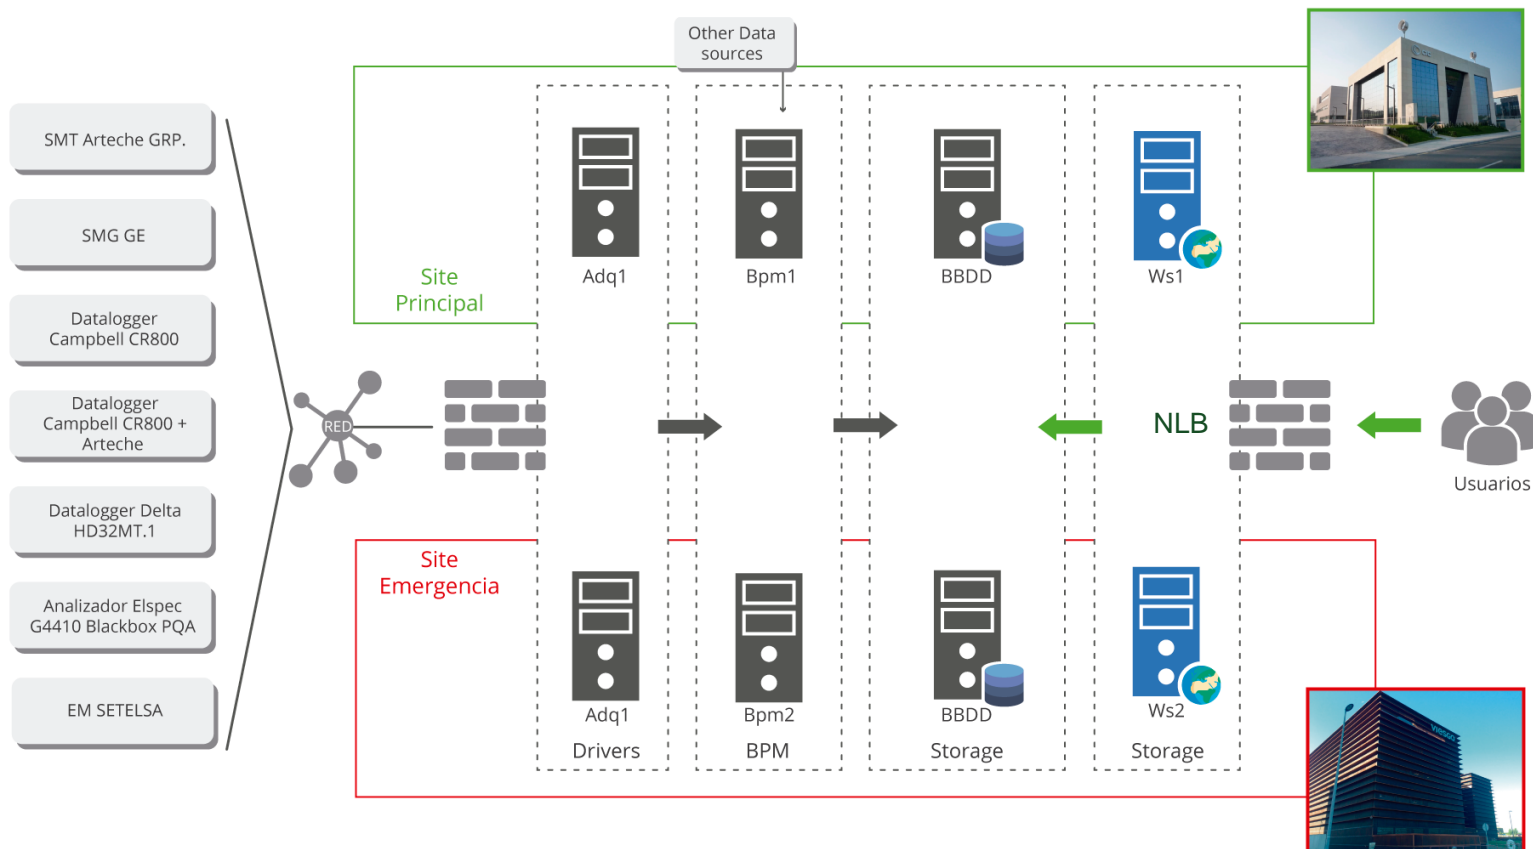 Other Data
sources
SMT Arteche GRP.
SMG GE
Datalogger
Campbell CR800
Datalogger
Campbell CR800 +
Arteche
Datalogger Delta
HD32MT.1
Analizador Elspec
G4410 Blackbox PQA
EM SETELSA
RED
Site
Principal
Adq1
Bpm1
BBDD
Ws1
NLB
Usuarios
Site
Emergencia
Adq1
Bpm2
BBDD
Ws2
Drivers
BPM
Storage
Storage
viesgo